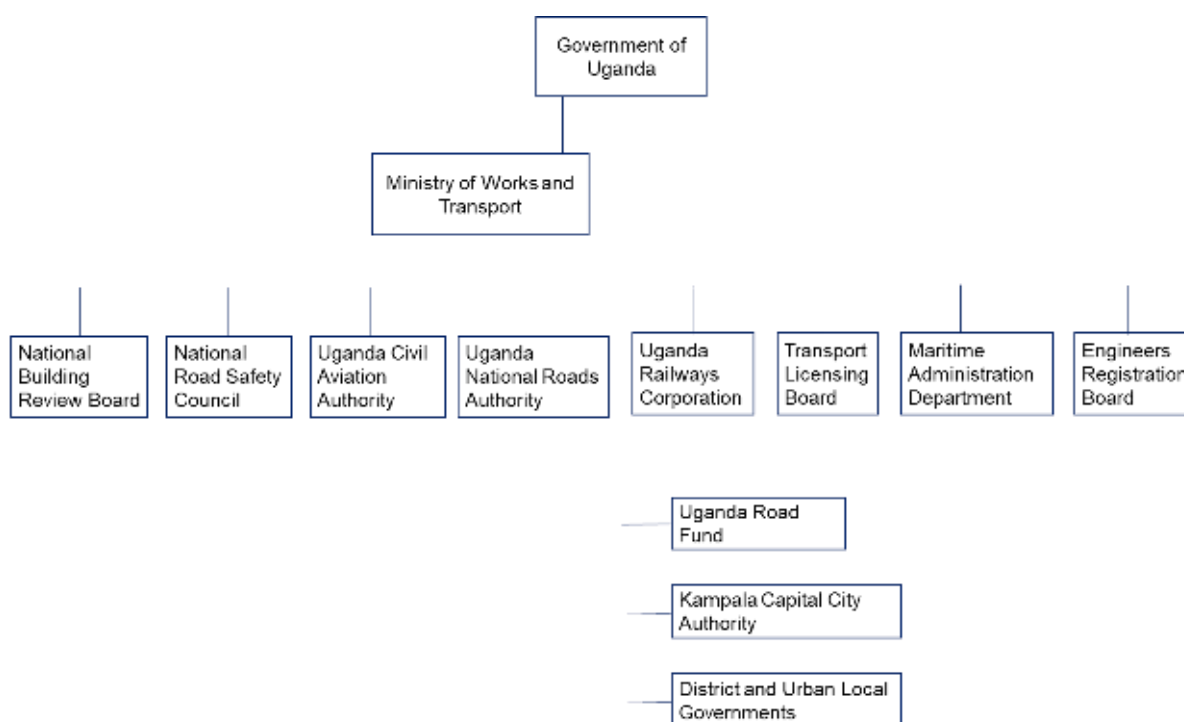 Government of
Uganda
Ministry of Works and
Transport
National
Building
Review Board
National
Road Safety
Council
Uganda Civil
Aviation
Authority
Uganda
National Roads
Authority
Uganda
Railways
Corporation
Transport
Licensing
Board
Maritime
Administration
Department
Engineers
Registration
Board
Uganda Road
Fund
Kampala Capital City
Authority
District and Urban Local
Governments